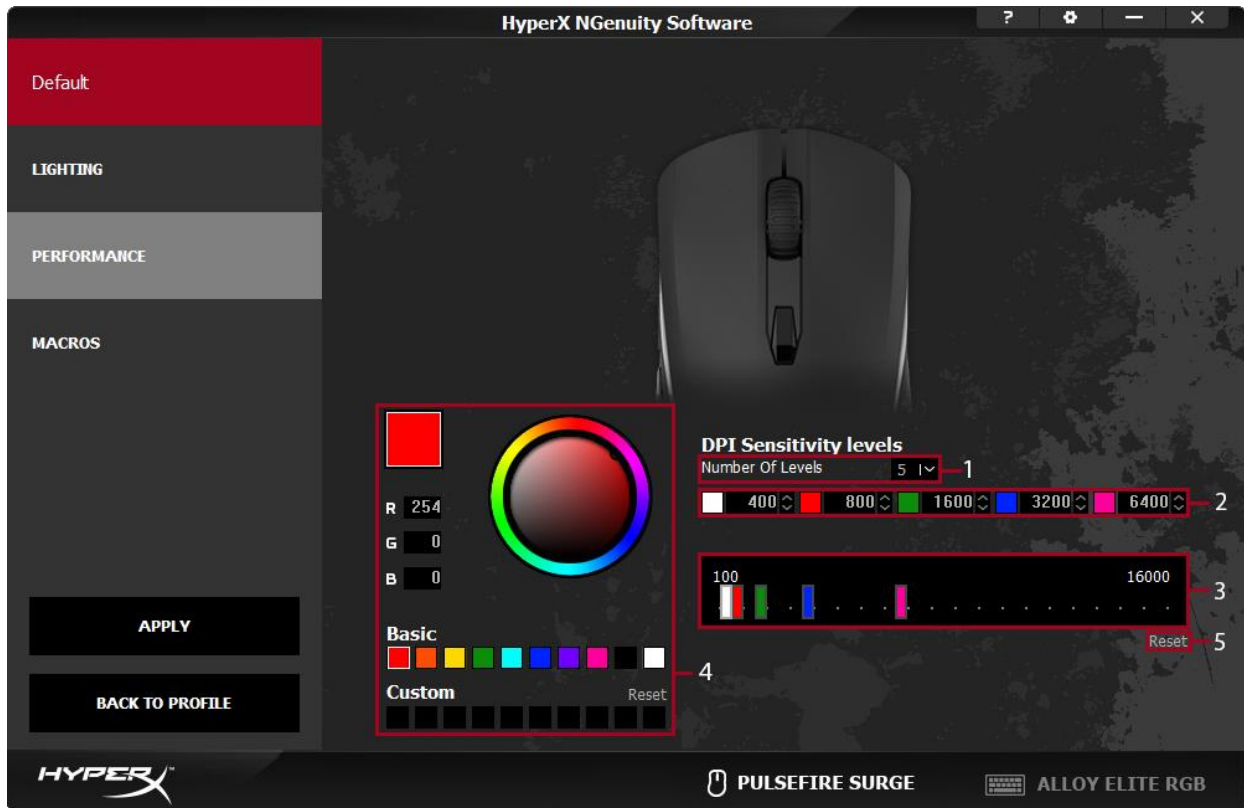 HyperX NGenuity Software
?
Default
LIGHTING
PERFORMANCE
MACROS
APPLY
BACK TO PROFILE
R 254
G 0
B 0
Basic
Custom Reset
4
DPI Sensitivity levels
Number Of Levels 5 1
400 800 1600 3200 6400 2
100 16000
3
Reset 5
HYPERX™
PULSEFIRE SURGE
ALLOY ELITE RGB